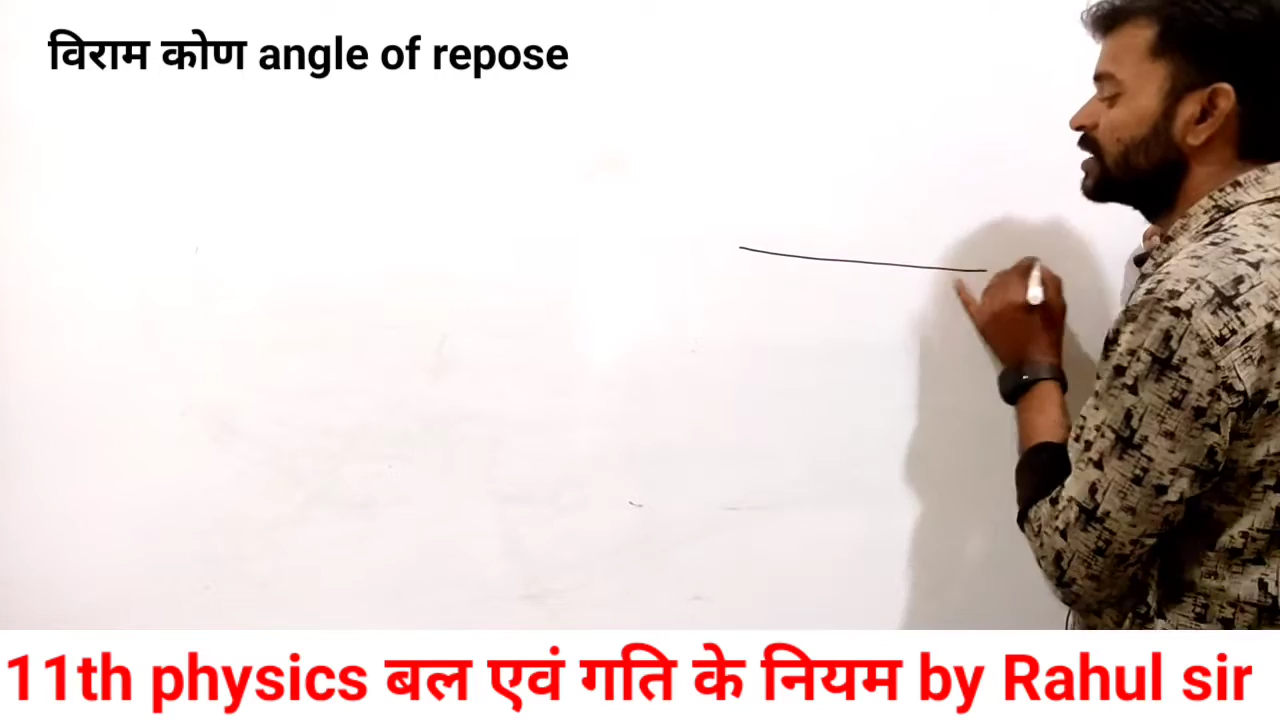 विराम कोण angle of repose
11th physics बल एवं गति के नियम by Rahul sir